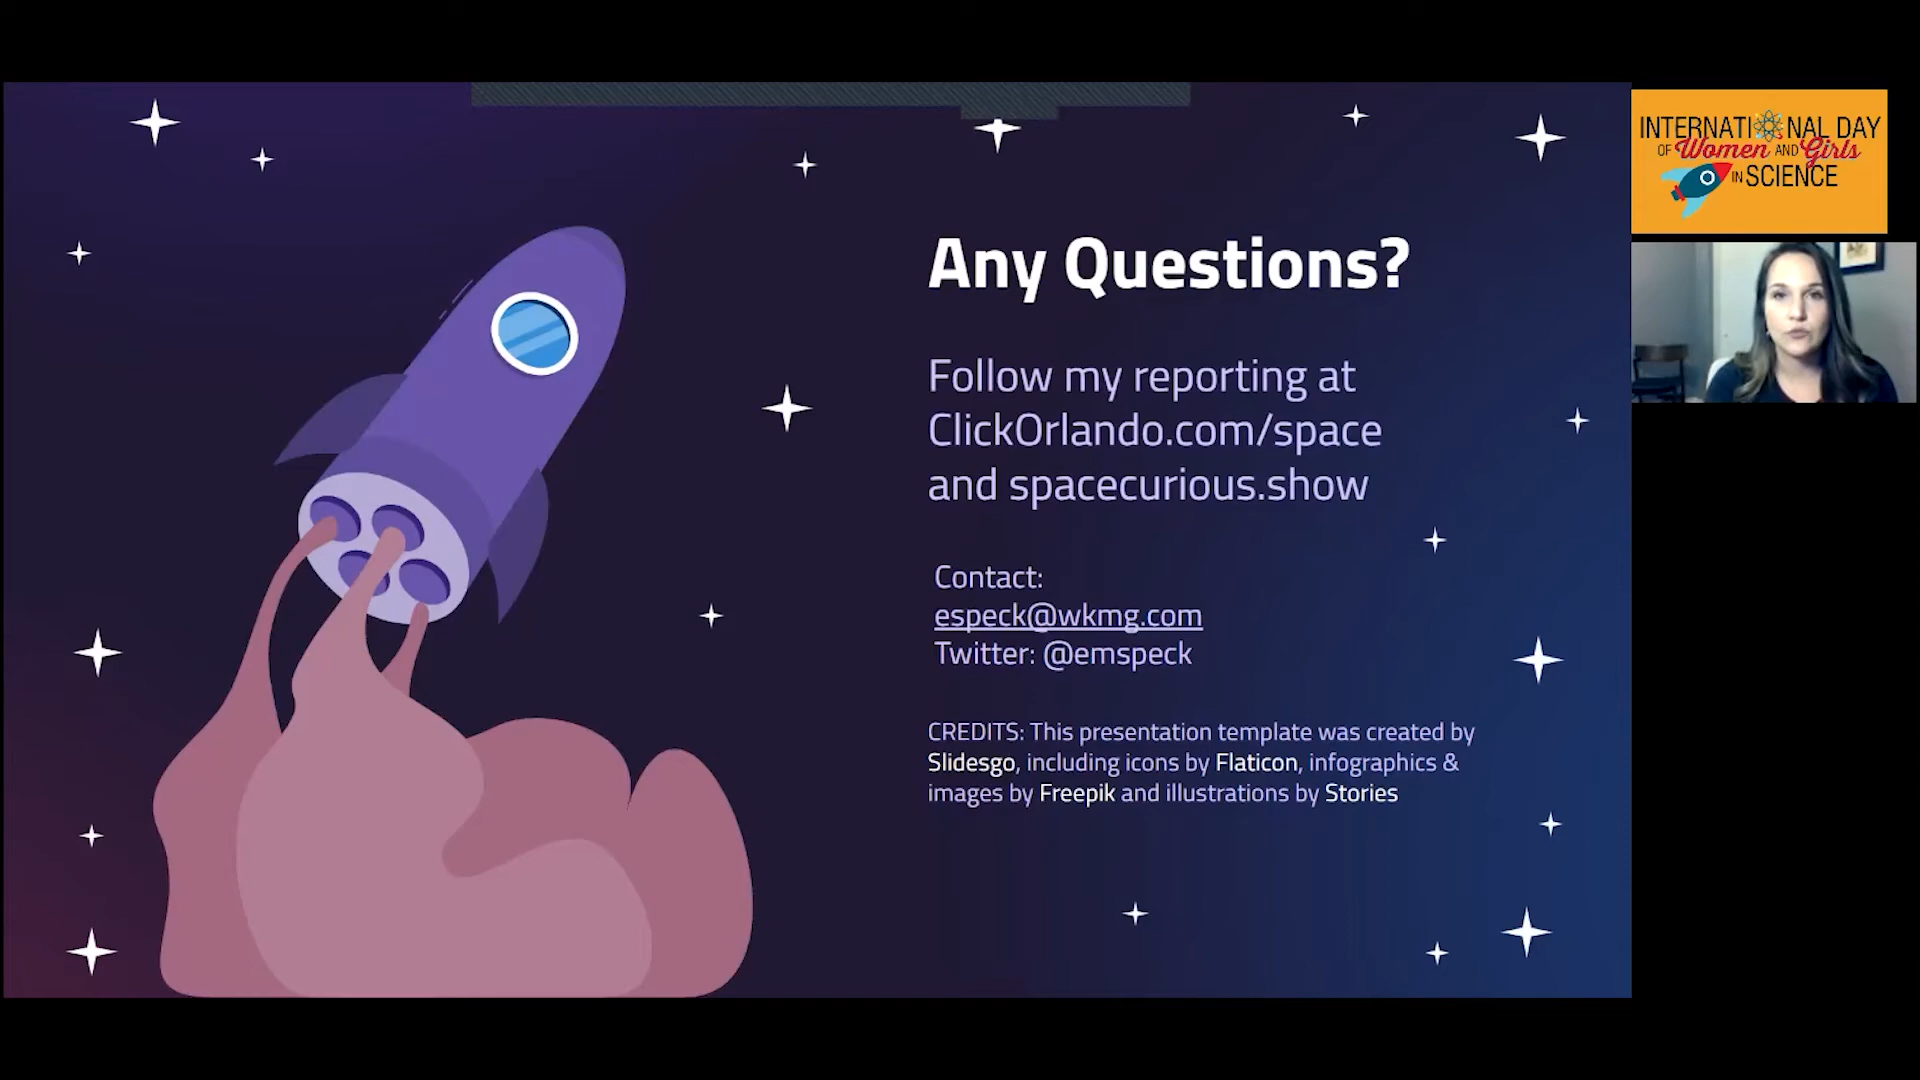 Any Questions?
Follow my reporting at
ClickOrlando.com/space
and spacecurious.show
Contact:
especk@wkmg.com
Twitter: @emspeck
CREDITS: This presentation template was created by
Slidesgo, including icons by Flaticon, infographics &
images by Freepik and illustrations by Stories
INTERNATIONAL DAY
OF Women AND Girls
IN SCIENCE